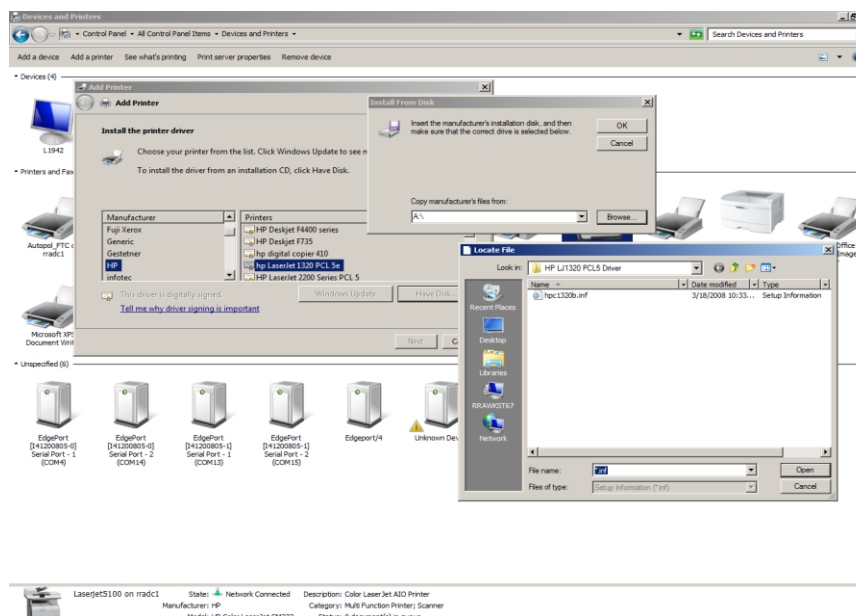 Devices and Printers
Control Panel • All Control Panel Items • Devices and Printers •
Search Devices and Printers
Add a device Add a printer See what's printing Print server properties Remove device
Devices (4)
L1942
Printers and Fax
Autopol_FTC
rradc1
Microsoft XPS
Document Writ
Office
Image
Add Printer
Add Printer
Install the printer driver
Choose your printer from the list. Click Windows Update to see m
To install the driver from an installation CD, click Have Disk.
Manufacturer
Fuji Xerox
Generic
Gestetner
HP
infotec
Printers
HP Deskjet F4400 series
HP Deskjet F735
hp digital copier 410
hp LaserJet 1320 PCL 5e
HP LaserJet 2200 Series PCL 5
This driver is digitally signed.
Windows Update
Have Disk...
Tell me why driver signing is important
Next
Install From Disk
Insert the manufacturer's installation disk, and then
make sure that the correct drive is selected below.
OK
Cancel
Copy manufacturer's files from:
A:\
Browse...
Locate File
Look in:
HP LJ1320 PCL5 Driver
Name
Date modified
Type
hpc1320b.inf
3/18/2008 10:33...
Setup Information
Recent Places
Desktop
Libraries
RRAWKST67
Network
File name:
*.inf
Open
Files of type:
Setup Information (*.inf)
Cancel
Unspecified (6)
EdgePort
[141200805-0]
Serial Port - 1
(COM4)
EdgePort
[141200805-0]
Serial Port - 2
(COM14)
EdgePort
[141200805-1]
Serial Port - 1
(COM13)
EdgePort
[141200805-1]
Serial Port - 2
(COM15)
Edgeport/4
Unknown Dev
Laserjet5100 on rradc1
State: Network Connected
Description: Color LaserJet AIO Printer
Manufacturer: HP
Category: Multi Function Printer; Scanner